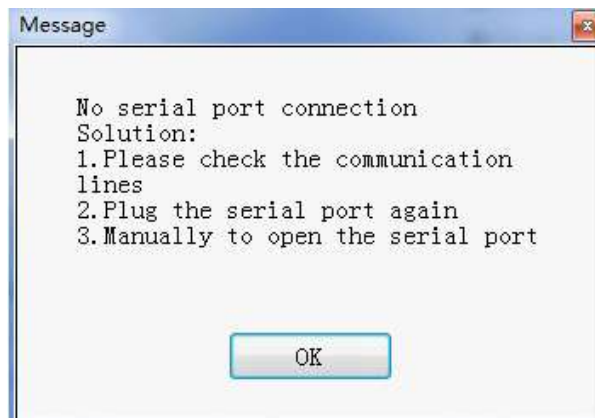 Message
No serial port connection
Solution:
1.Please check the communication
lines
2.Plug the serial port again
3.Manually to open the serial port
OK